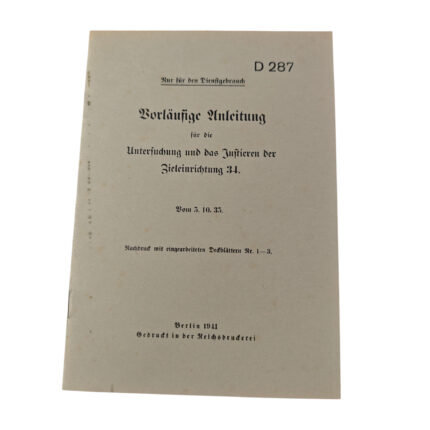 D 287
Nur für den Dienstgebrauch
Vorläufige Anleitung
für die
Untersuchung und das Justieren der
Zieleinrichtung 34.
Vom 5. 10. 35.
Nachdruck mit eingearbeiteten Deckblättern Nr. 1—3.
Berlin 1941
Gedruckt in der Reichsdruckerei